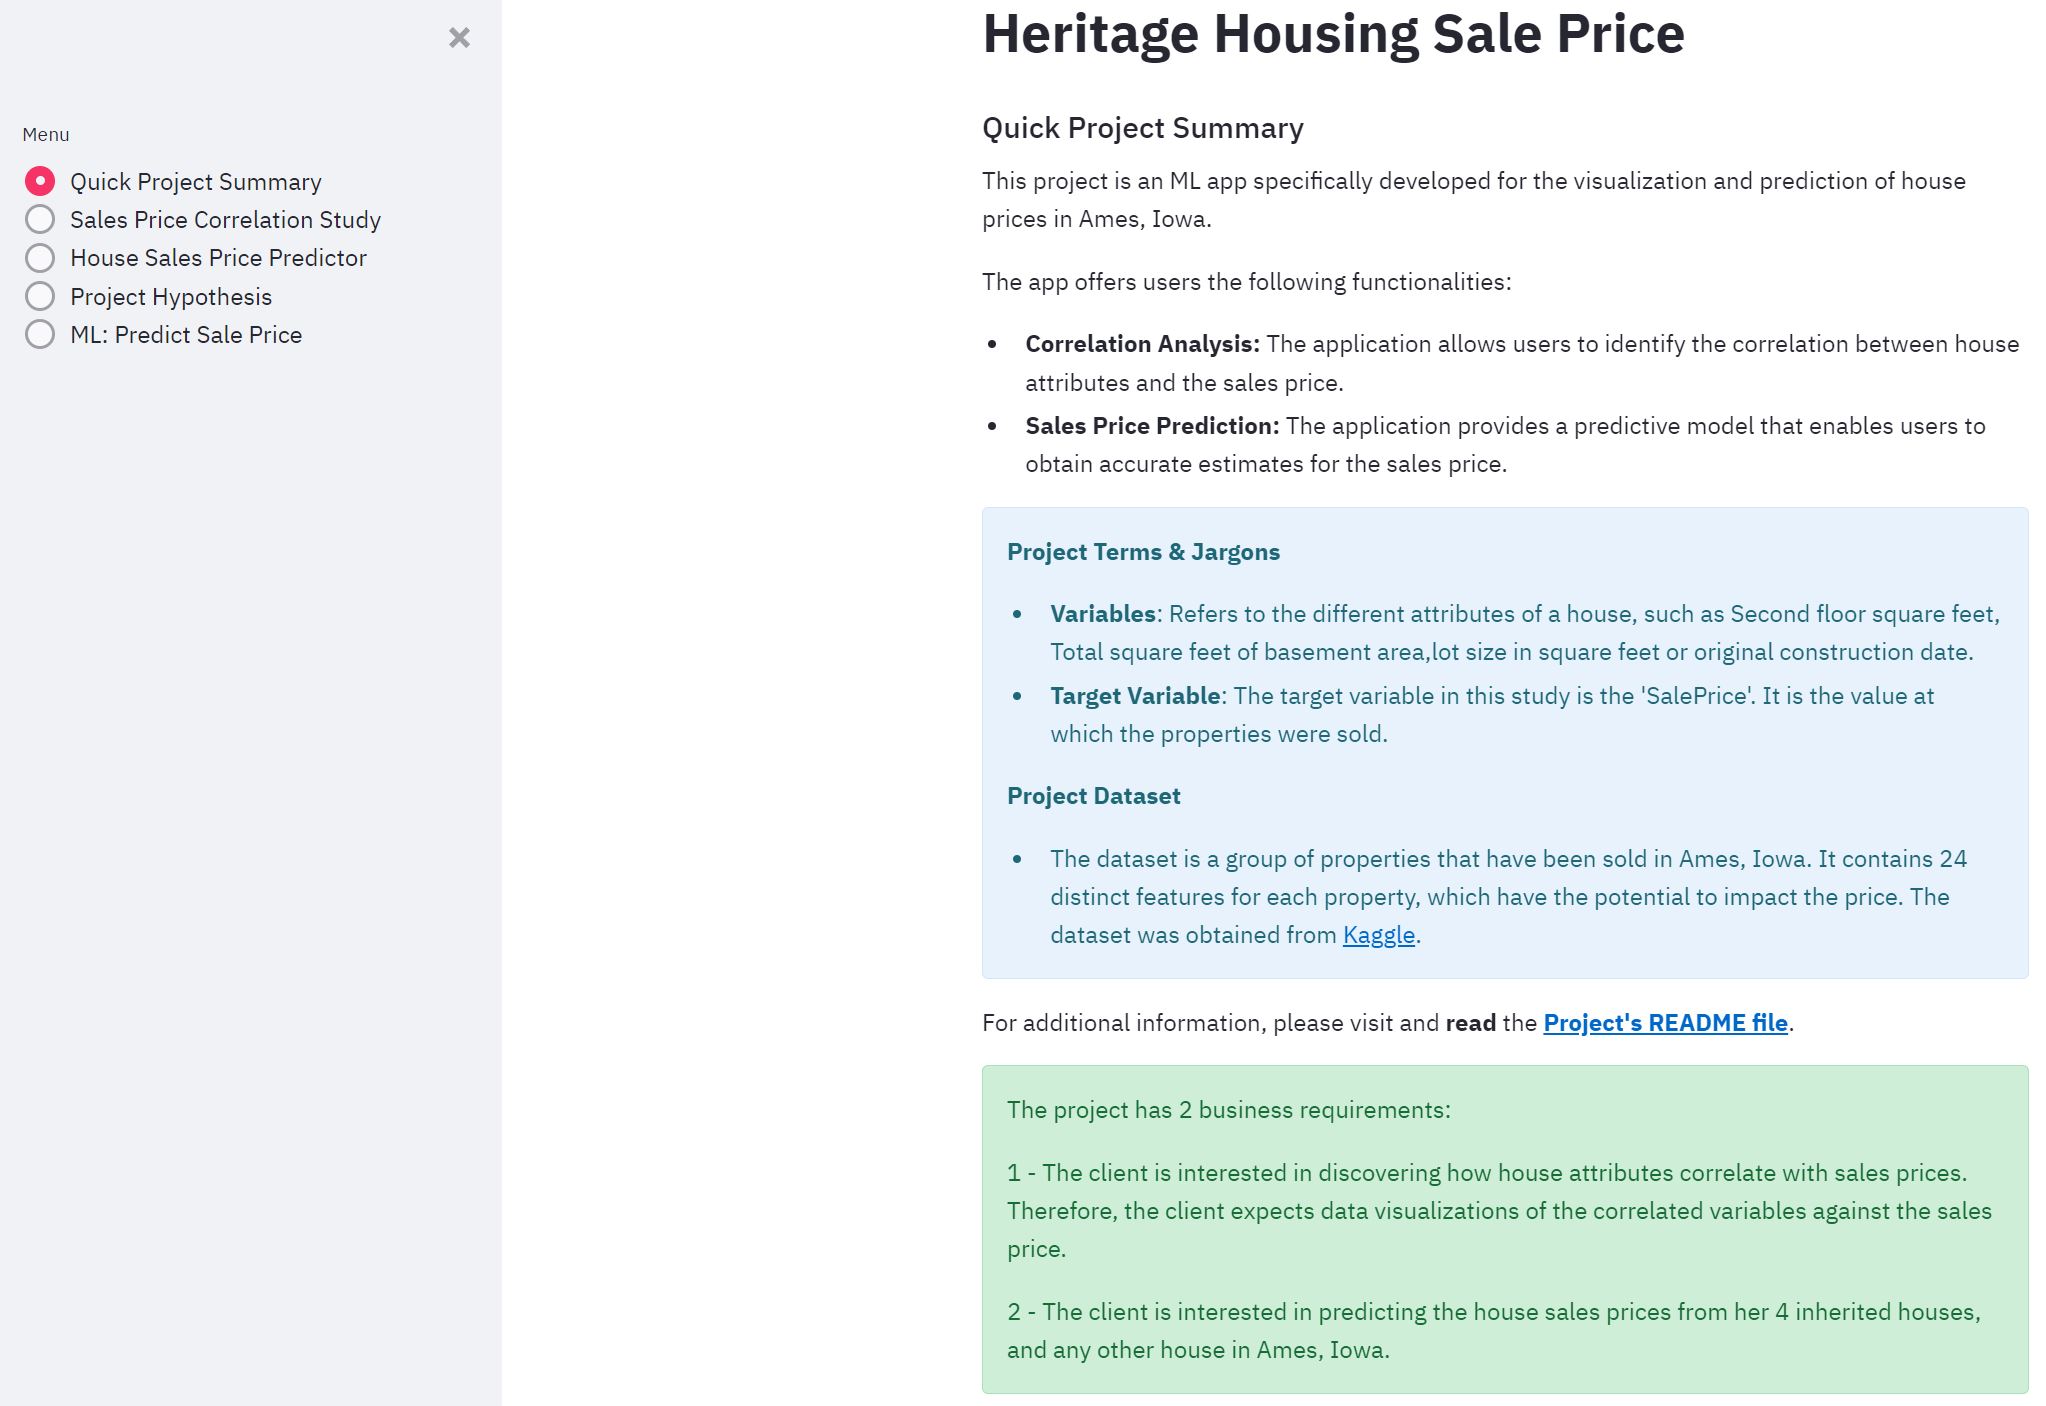 Menu
Quick Project Summary
Sales Price Correlation Study
House Sales Price Predictor
Project Hypothesis
ML: Predict Sale Price
Heritage Housing Sale Price
Quick Project Summary
This project is an ML app specifically developed for the visualization and prediction of house
prices in Ames, Iowa.
The app offers users the following functionalities:
Correlation Analysis: The application allows users to identify the correlation between house
attributes and the sales price.
Sales Price Prediction: The application provides a predictive model that enables users to
obtain accurate estimates for the sales price.
Project Terms & Jargons
Variables: Refers to the different attributes of a house, such as Second floor square feet,
Total square feet of basement area,lot size in square feet or original construction date.
Target Variable: The target variable in this study is the 'SalePrice'. It is the value at
which the properties were sold.
Project Dataset
The dataset is a group of properties that have been sold in Ames, Iowa. It contains 24
distinct features for each property, which have the potential to impact the price. The
dataset was obtained from Kaggle.
For additional information, please visit and read the Project's README file.
The project has 2 business requirements:
1 - The client is interested in discovering how house attributes correlate with sales prices.
Therefore, the client expects data visualizations of the correlated variables against the sales
price.
2 - The client is interested in predicting the house sales prices from her 4 inherited houses,
and any other house in Ames, Iowa.